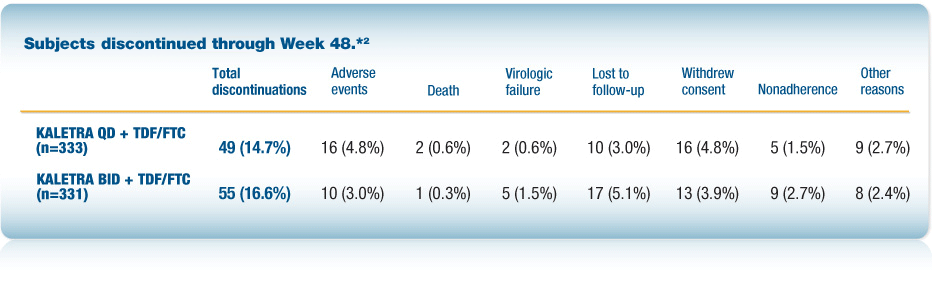 Subjects discontinued through Week 48.*²
Total discontinuations Adverse events Death Virologic failure Lost to follow-up Withdrew consent Nonadherence Other reasons
KALETRA QD + TDF/FTC
(n=333) 49 (14.7%) 16 (4.8%) 2 (0.6%) 2 (0.6%) 10 (3.0%) 16 (4.8%) 5 (1.5%) 9 (2.7%)
KALETRA BID + TDF/FTC
(n=331) 55 (16.6%) 10 (3.0%) 1 (0.3%) 5 (1.5%) 17 (5.1%) 13 (3.9%) 9 (2.7%) 8 (2.4%)